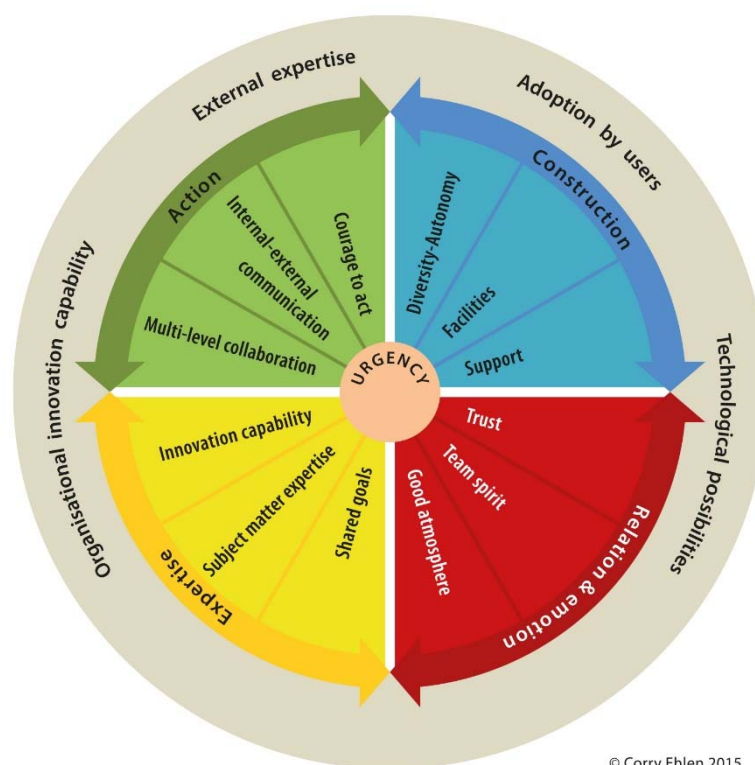 External expertise
Adoption by users
Technological possibilities
Organisational innovation capability
Action
Multi-level collaboration
Internal-external
communication
Courage to act
Construction
Diversity-Autonomy
Facilities
Support
Relation & emotion
Trust
Team spirit
Good atmosphere
Expertise
Innovation capability
Subject matter expertise
Shared goals
URGENCY
© Corry Ehlen 2015